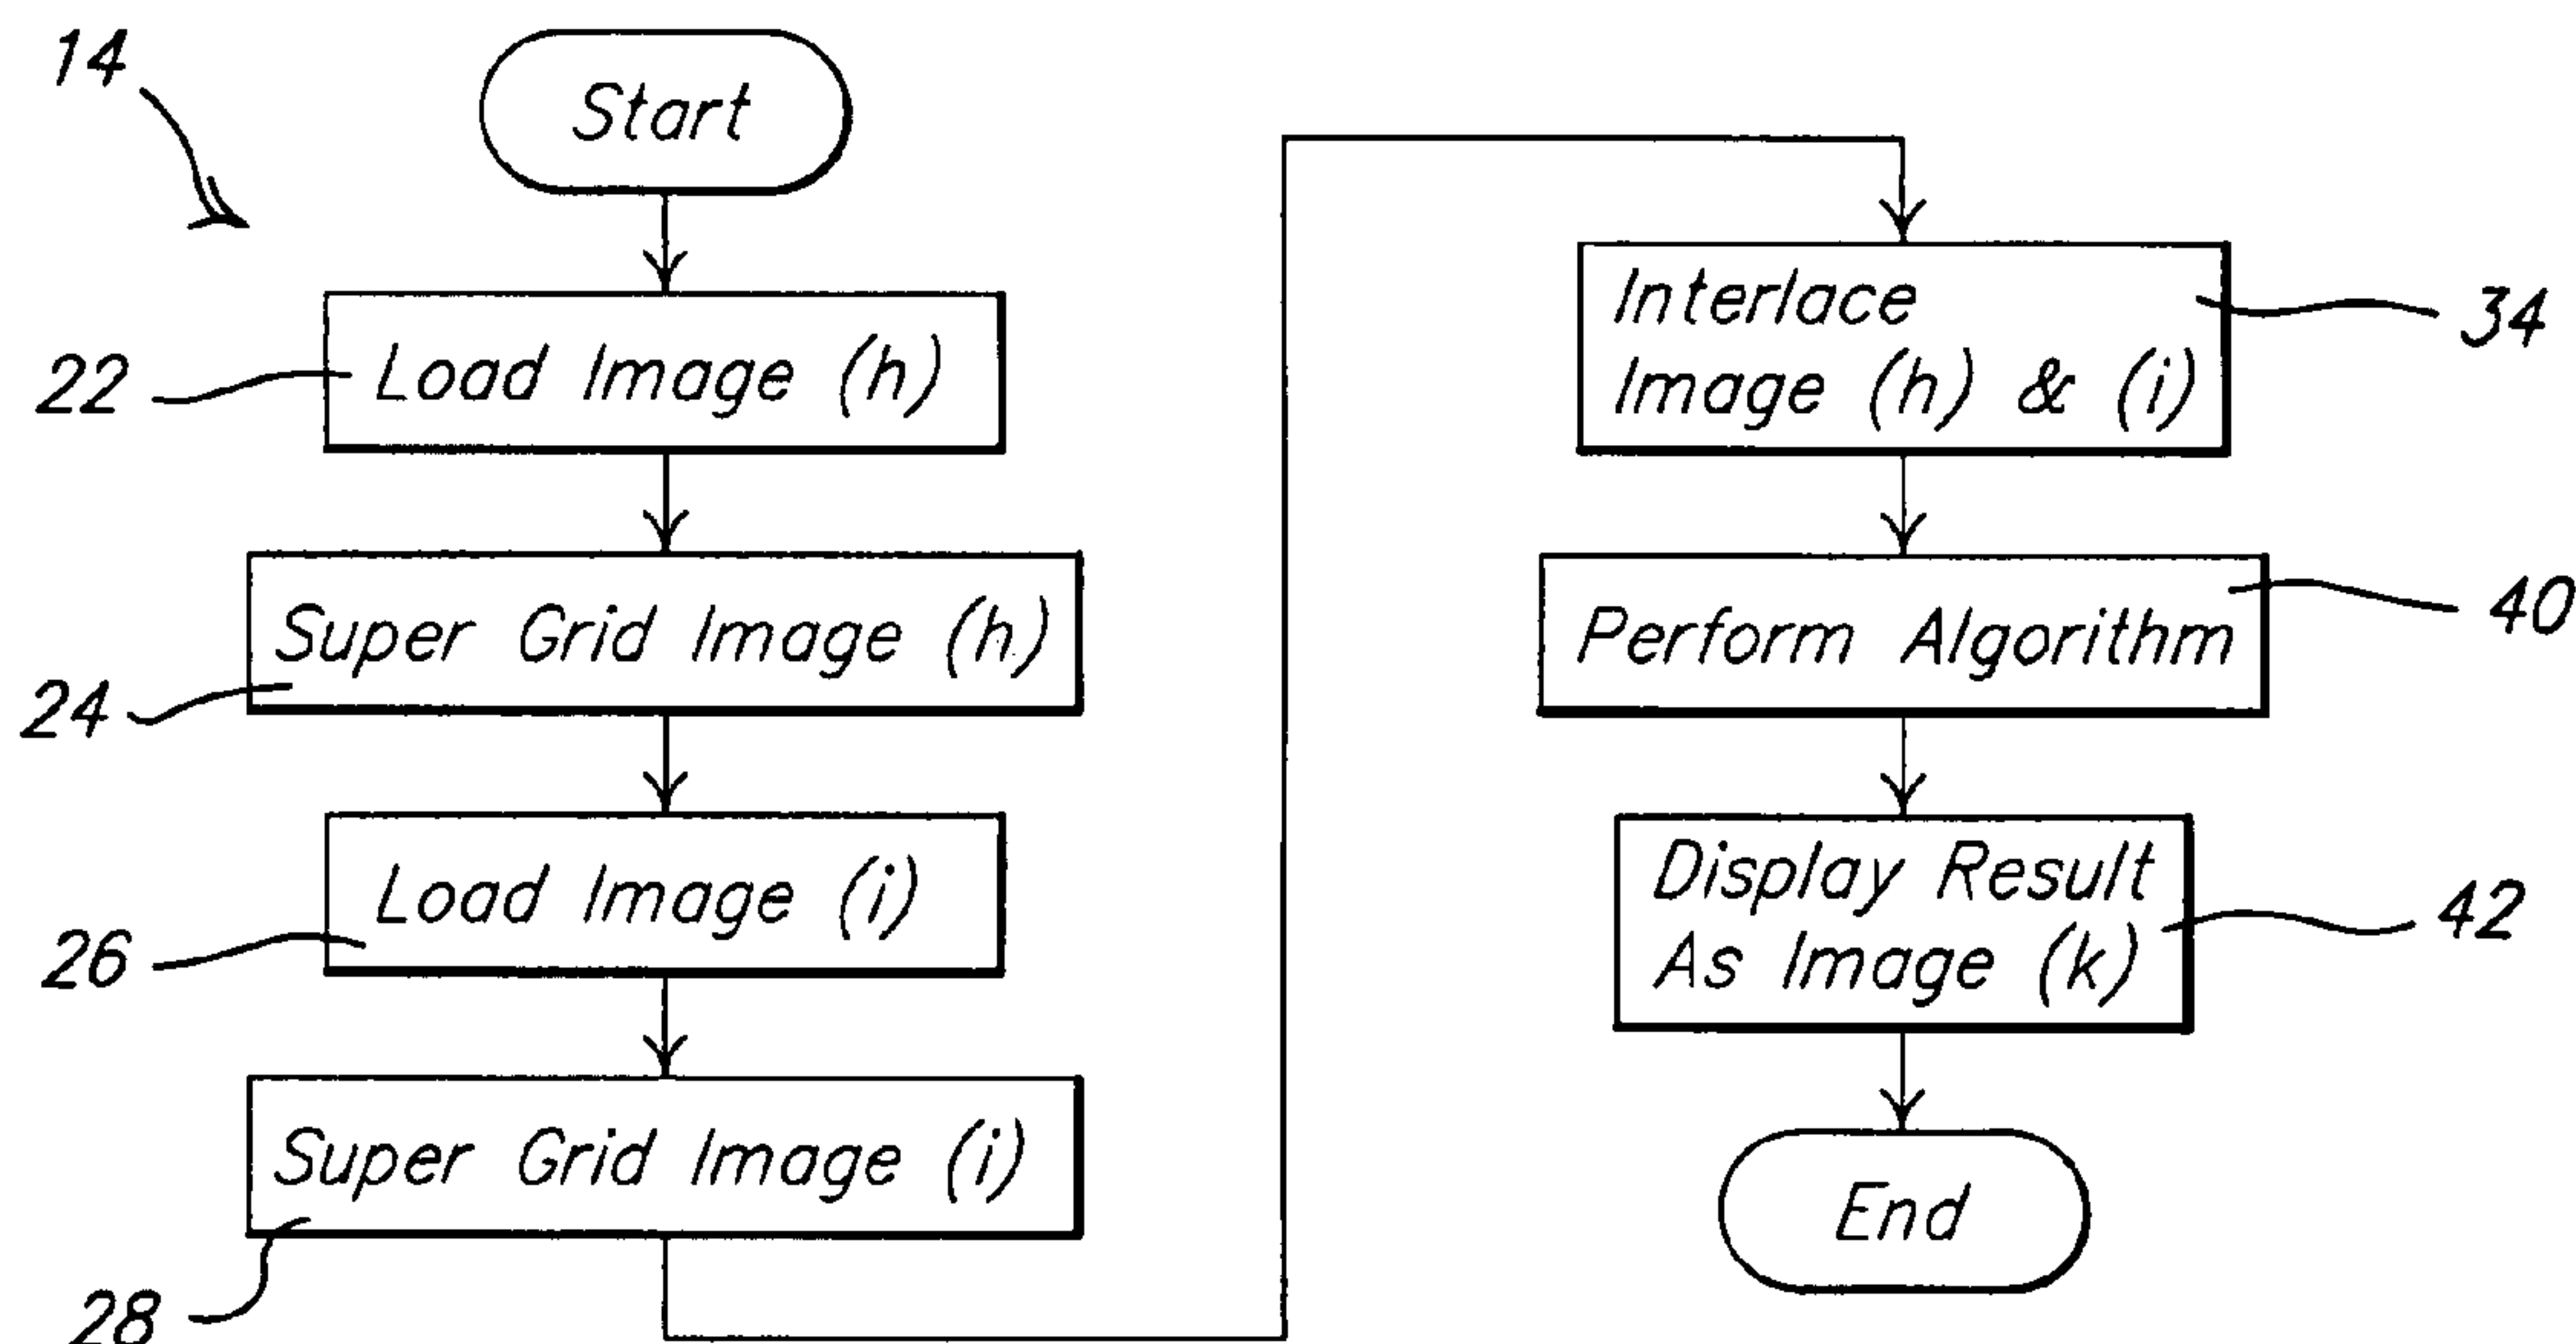 14
Start
22
Load Image (h)
24
Super Grid Image (h)
26
Load Image (i)
28
Super Grid Image (i)
Interlace
Image (h) & (i)
34
Perform Algorithm
40
Display Result
As Image (k)
42
End